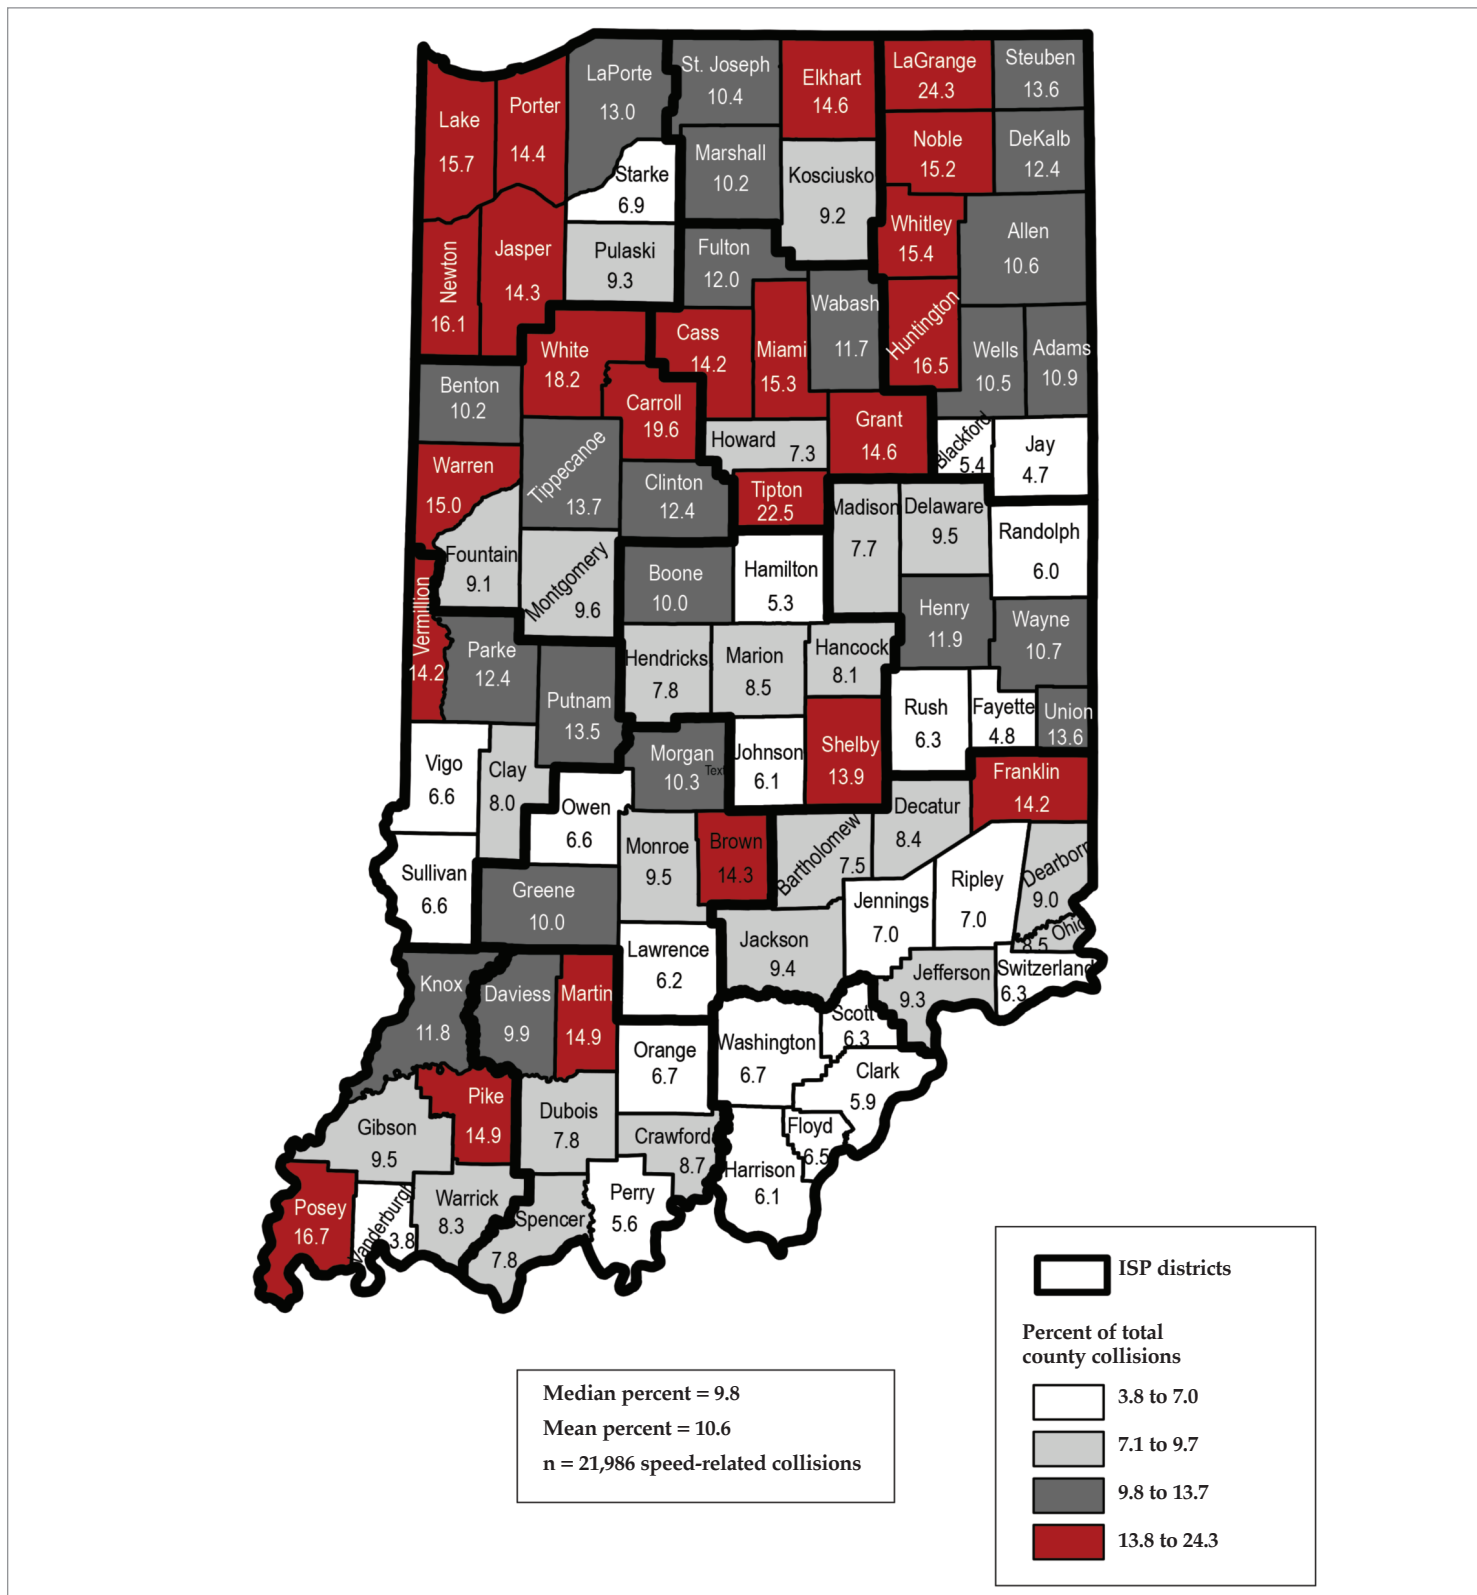 LaPorte
13.0
St. Joseph
10.4
Elkhart
14.6
LaGrange
24.3
Steuben
13.6
Lake
15.7
Porter
14.4
Starke
6.9
Marshall
10.2
Kosciusko
9.2
Noble
15.2
DeKalb
12.4
Newton
16.1
Jasper
14.3
Pulaski
9.3
Fulton
12.0
Whitley
15.4
Allen
10.6
White
18.2
Cass
14.2
Miami
15.3
Wabash
11.7
Huntington
16.5
Wells
10.5
Adams
10.9
Benton
10.2
Carroll
19.6
Howard
7.3
Grant
14.6
Blackford
5.4
Jay
4.7
Warren
15.0
Tippecanoe
13.7
Clinton
12.4
Tipton
22.5
Madison
7.7
Delaware
9.5
Randolph
6.0
Fountain
9.1
Montgomery
9.6
Boone
10.0
Hamilton
5.3
Henry
11.9
Wayne
10.7
Vermillion
14.2
Parke
12.4
Putnam
13.5
Hendricks
7.8
Marion
8.5
Hancock
8.1
Rush
6.3
Fayette
4.8
Union
13.6
Vigo
6.6
Clay
8.0
Owen
6.6
Morgan
10.3
Text
Johnson
6.1
Shelby
13.9
Franklin
14.2
Decatur
8.4
Sullivan
6.6
Greene
10.0
Monroe
9.5
Brown
14.3
Bartholomew
7.5
Jennings
7.0
Ripley
7.0
Dearborn
9.0
Ohio
8.5
Lawrence
6.2
Jackson
9.4
Jefferson
9.3
Switzerland
6.3
Knox
11.8
Daviess
9.9
Martin
14.9
Orange
6.7
Washington
6.7
Scott
6.3
Clark
5.9
Pike
14.9
Gibson
9.5
Dubois
7.8
Crawford
8.7
Floyd
6.5
Harrison
6.1
Posey
16.7
Vanderburgh
3.8
Warrick
8.3
Spencer
7.8
Perry
5.6
ISP districts
Percent of total
county collisions
3.8 to 7.0
7.1 to 9.7
9.8 to 13.7
13.8 to 24.3
Median percent = 9.8
Mean percent = 10.6
n = 21,986 speed-related collisions